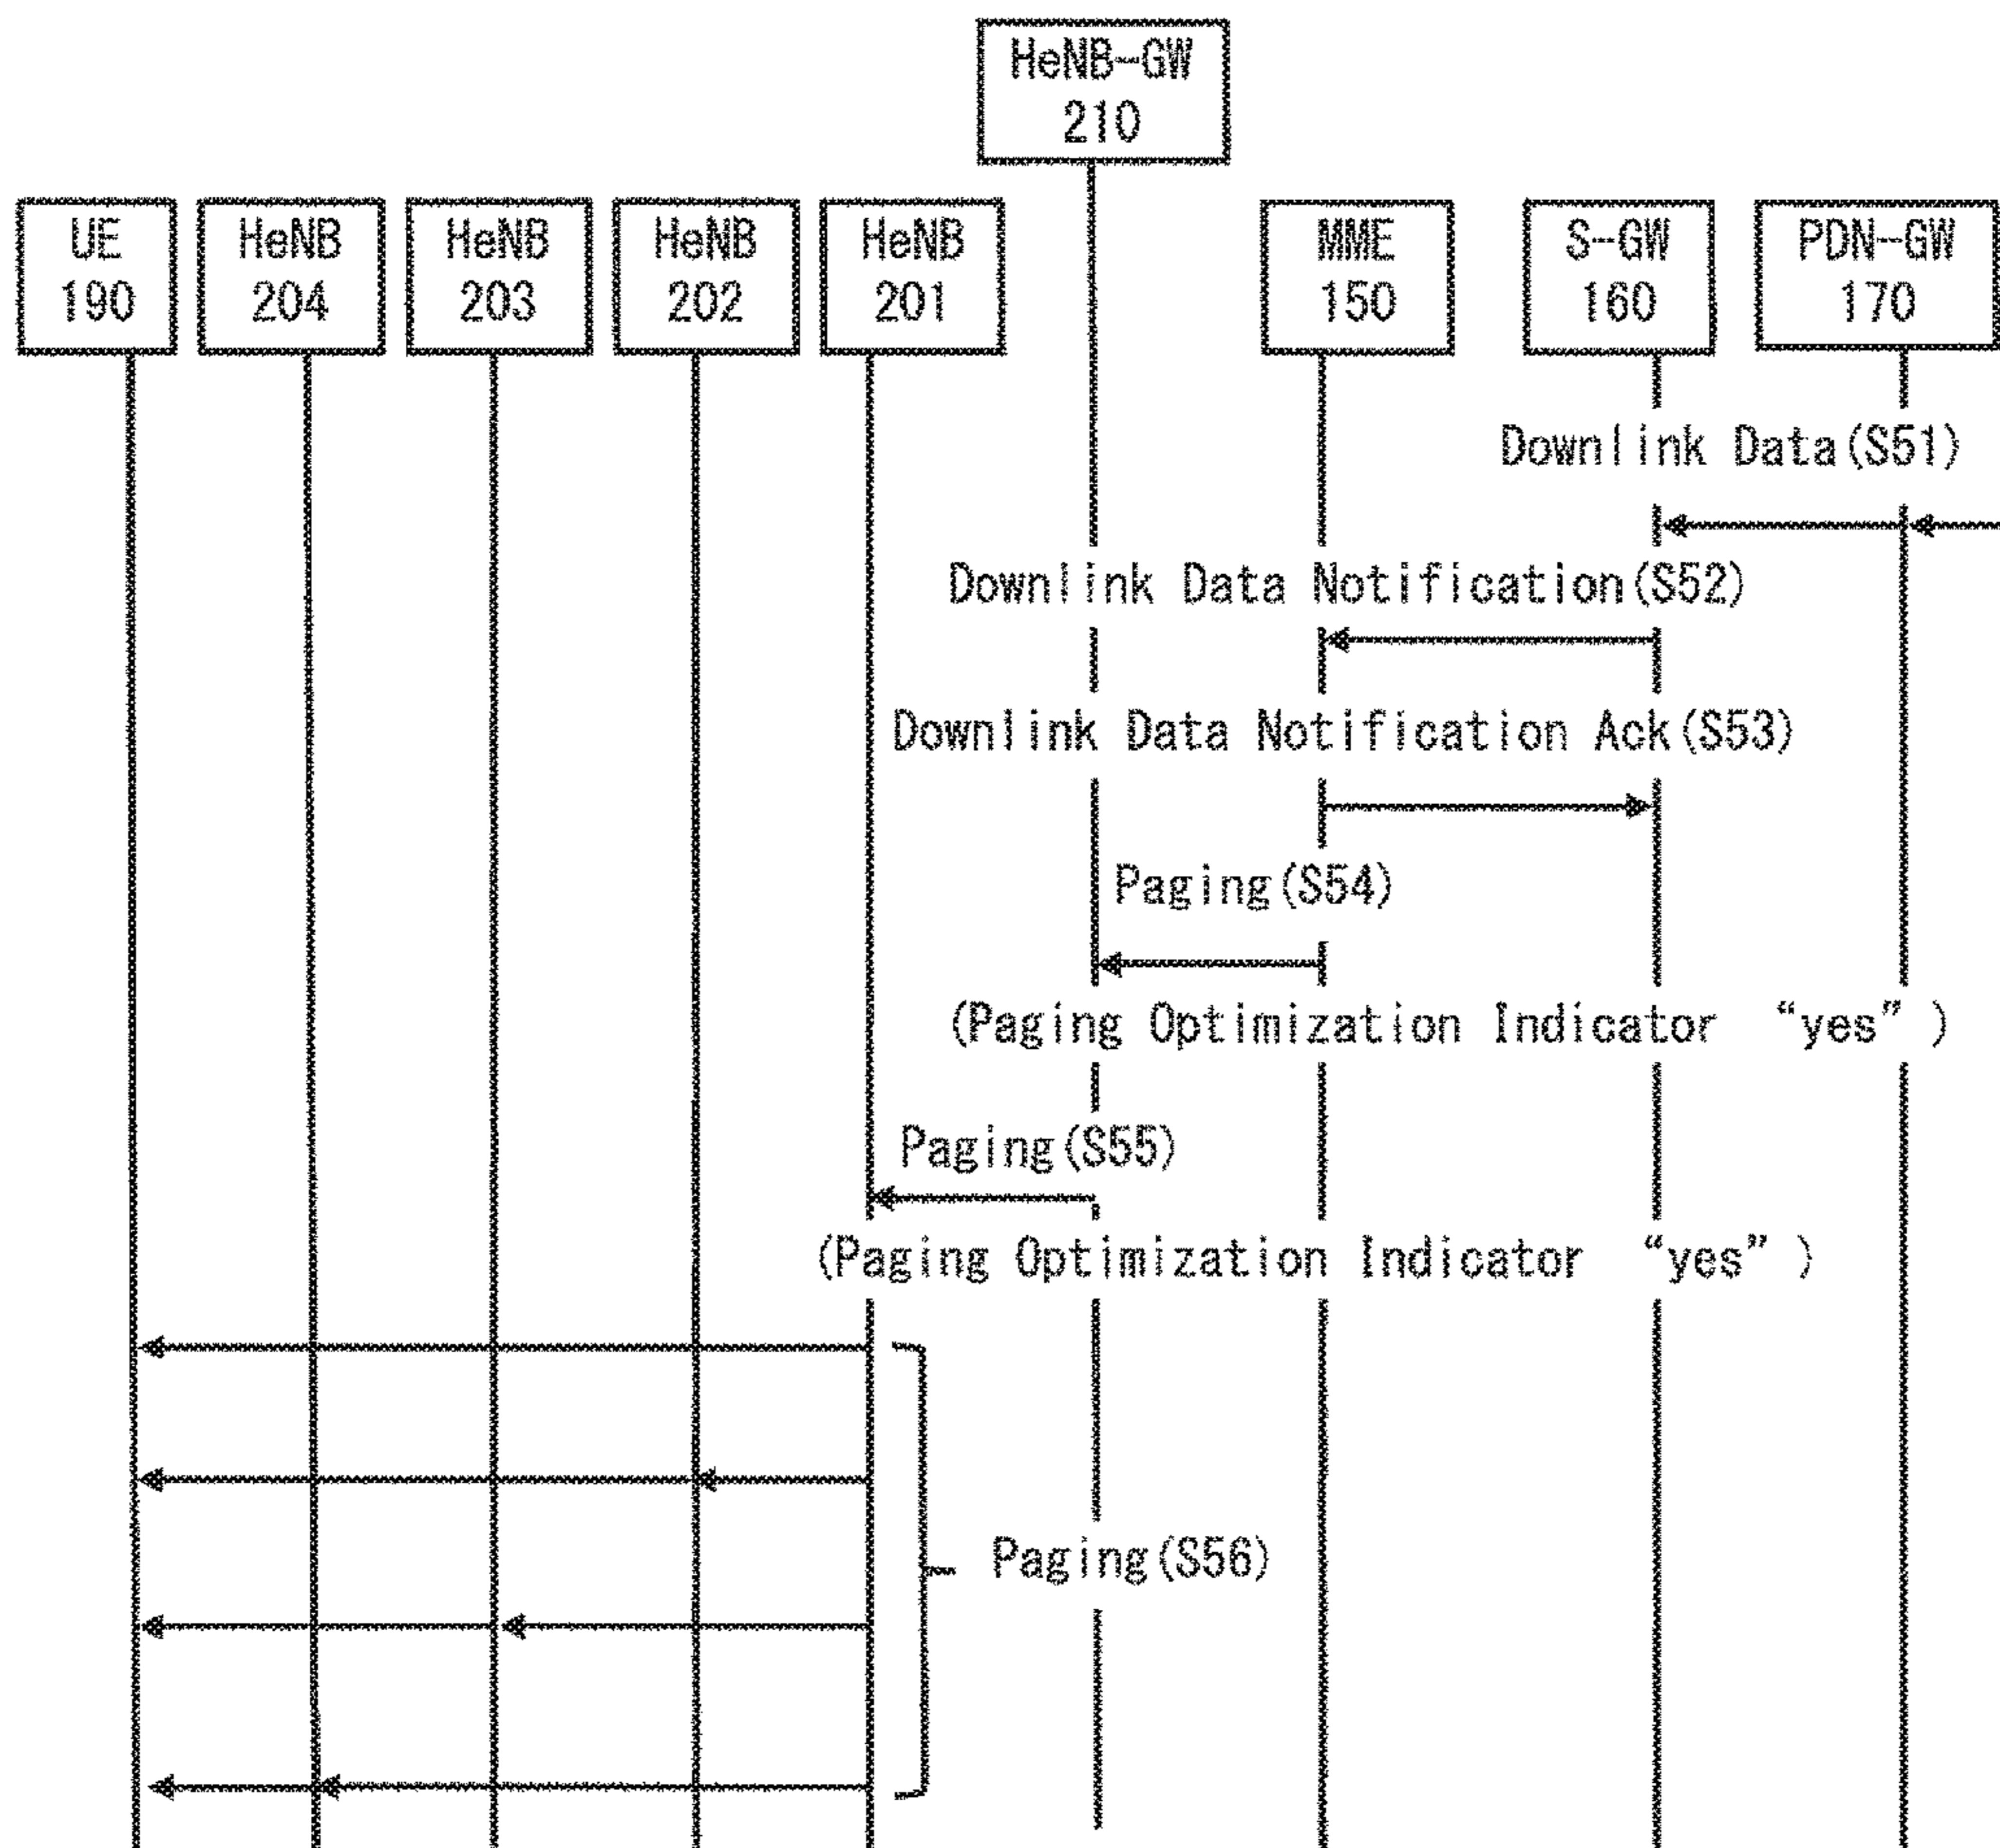 HeNB-GW
210
UE
190
HeNB
204
HeNB
203
HeNB
202
HeNB
201
MME
150
S-GW
160
PDN-GW
170
Downlink Data(S51)
Downlink Data Notification(S52)
Downlink Data Notification Ack(S53)
Paging(S54)
(Paging Optimization Indicator “yes” )
Paging(S55)
(Paging Optimization Indicator “yes” )
Paging(S56)